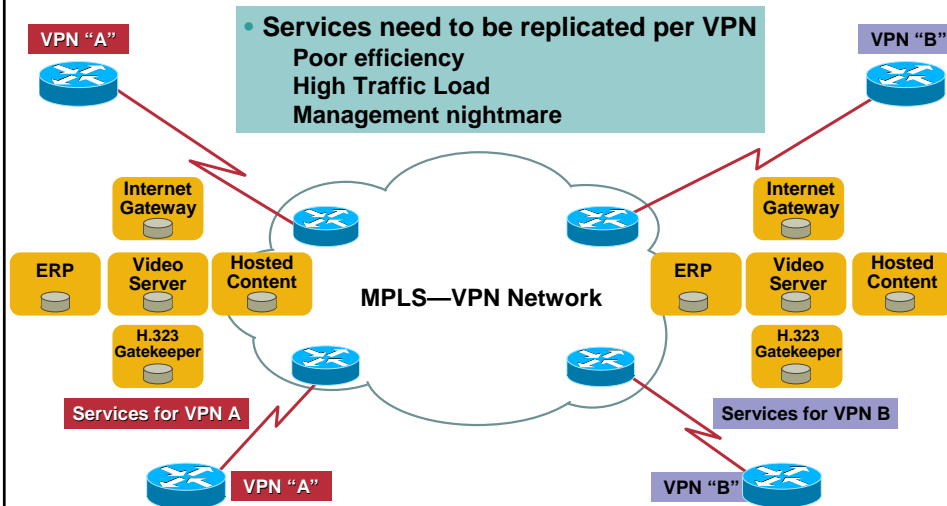 • Services need to be replicated per VPN
Poor efficiency
High Traffic Load
Management nightmare
VPN “A”
VPN “B”
Internet
Gateway
ERP
Video
Server
Hosted
Content
H.323
Gatekeeper
Services for VPN A
MPLS—VPN Network
Internet
Gateway
ERP
Video
Server
Hosted
Content
H.323
Gatekeeper
Services for VPN B
VPN “A”
VPN “B”